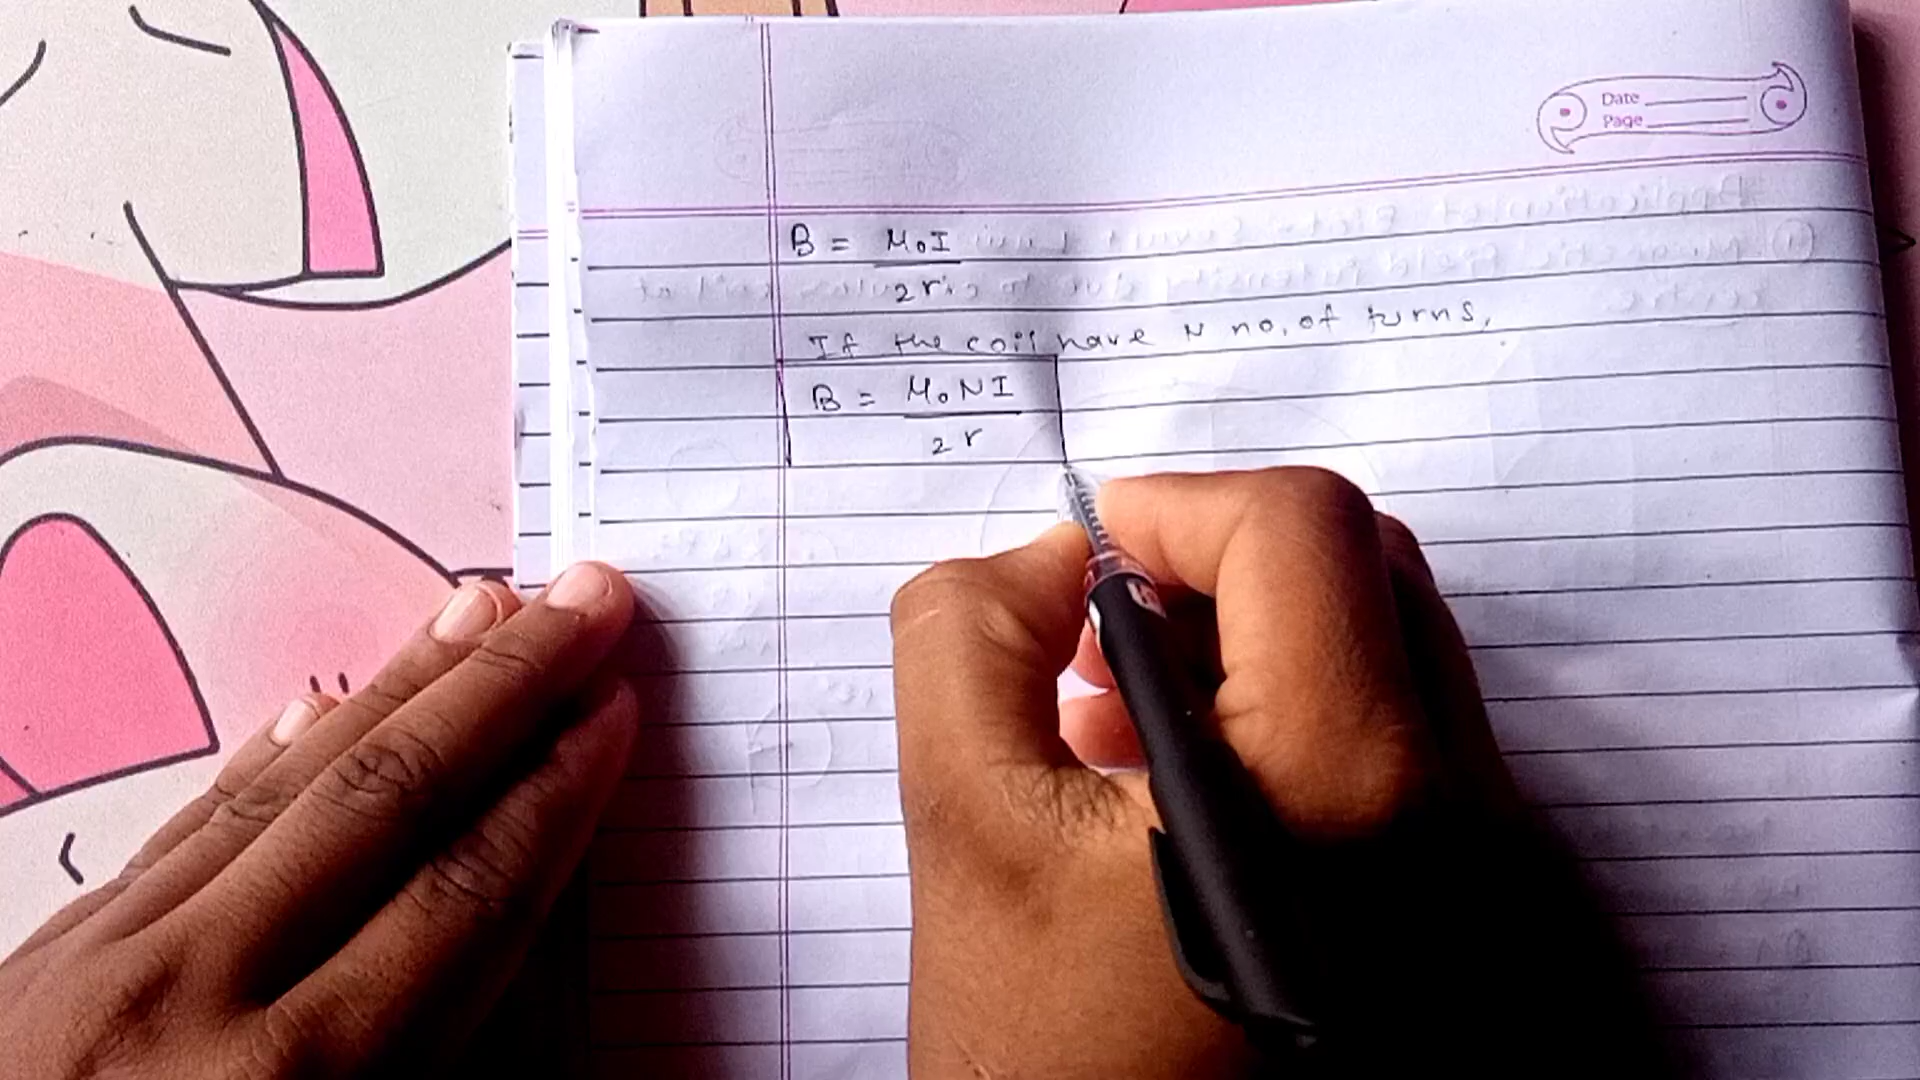 Date
Page
B = μ₀I
2r
If the coil have N no. of turns,
B = μ₀NI
2r